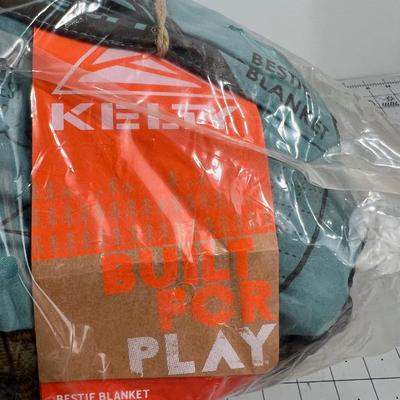 BESTIE
BLANKET
KELTY
BUILT
FOR
PLAY
BESTIE BLANKET